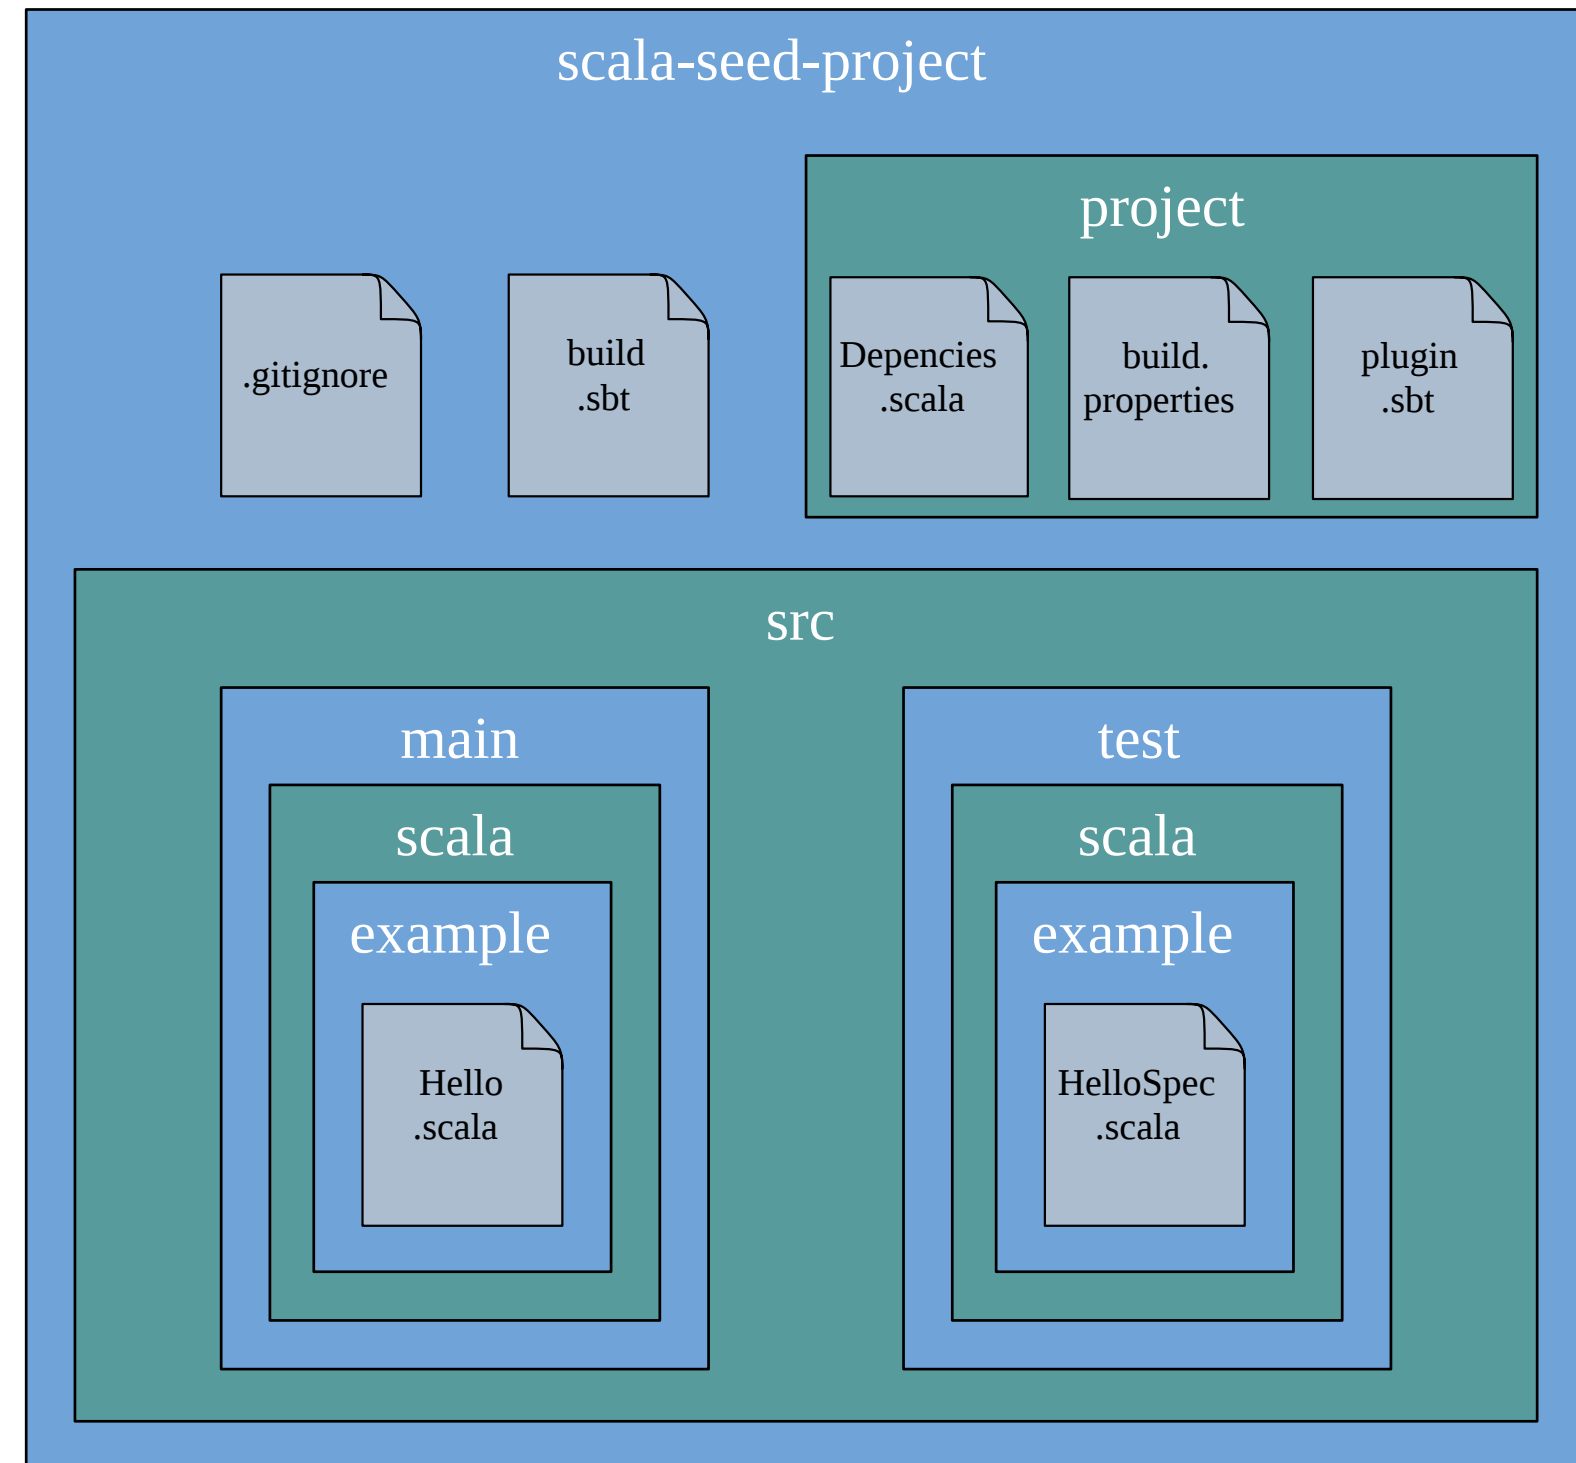 scala-seed-project
project
.gitignore
build
.sbt
Depencies
.scala
build.
properties
plugin
.sbt
src
main
scala
example
Hello
.scala
test
scala
example
HelloSpec
.scala